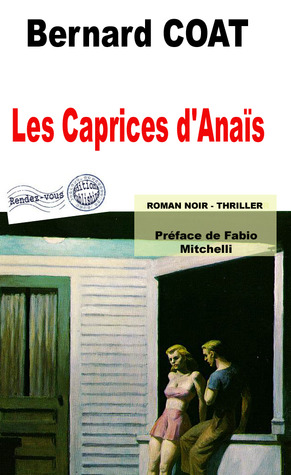 Bernard COAT
Les Caprices d'Anaïs
Rendez-vous
ROMAN NOIR - THRILLER
Préface de Fabio
Mitchelli